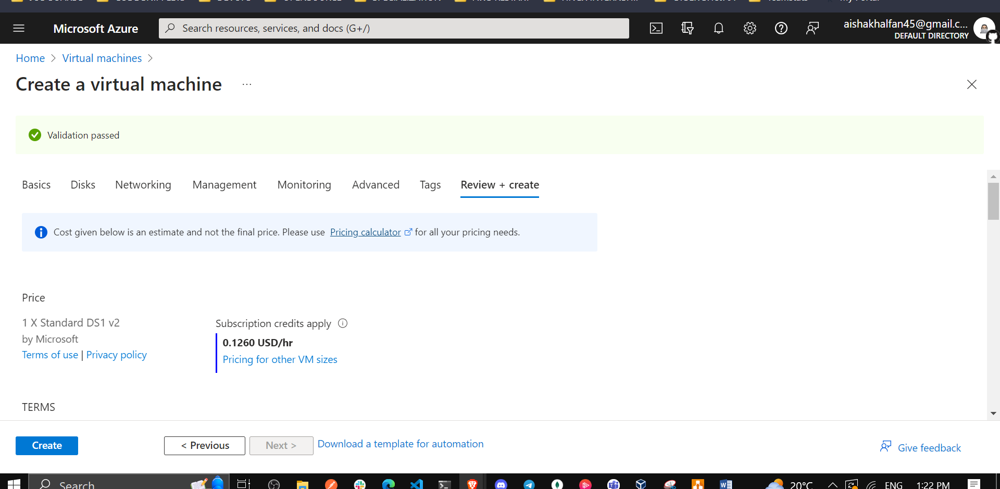 Microsoft Azure
Search resources, services, and docs (G+/)
aishakhalfan45@gmail.c...
DEFAULT DIRECTORY
Home > Virtual machines >
Create a virtual machine ...
Validation passed
Basics Disks Networking Management Monitoring Advanced Tags Review + create
Cost given below is an estimate and not the final price. Please use Pricing calculator for all your pricing needs.
Price
1 X Standard DS1 v2
by Microsoft
Terms of use | Privacy policy
Subscription credits apply
0.1260 USD/hr
Pricing for other VM sizes
TERMS
Create
< Previous
Next >
Download a template for automation
Give feedback
Search
20°C
ENG
1:22 PM